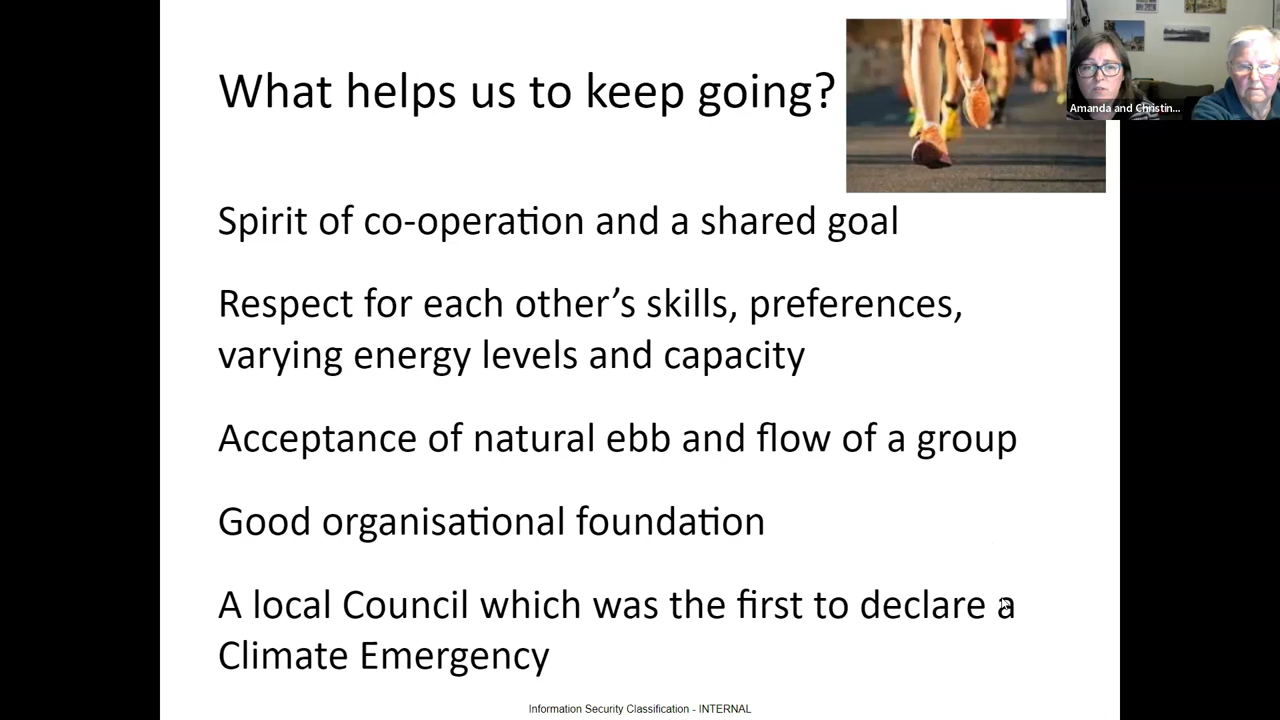 What helps us to keep going?
Amanda and Christin...
Spirit of co-operation and a shared goal
Respect for each other’s skills, preferences,
varying energy levels and capacity
Acceptance of natural ebb and flow of a group
Good organisational foundation
A local Council which was the first to declare a
Climate Emergency
Information Security Classification - INTERNAL